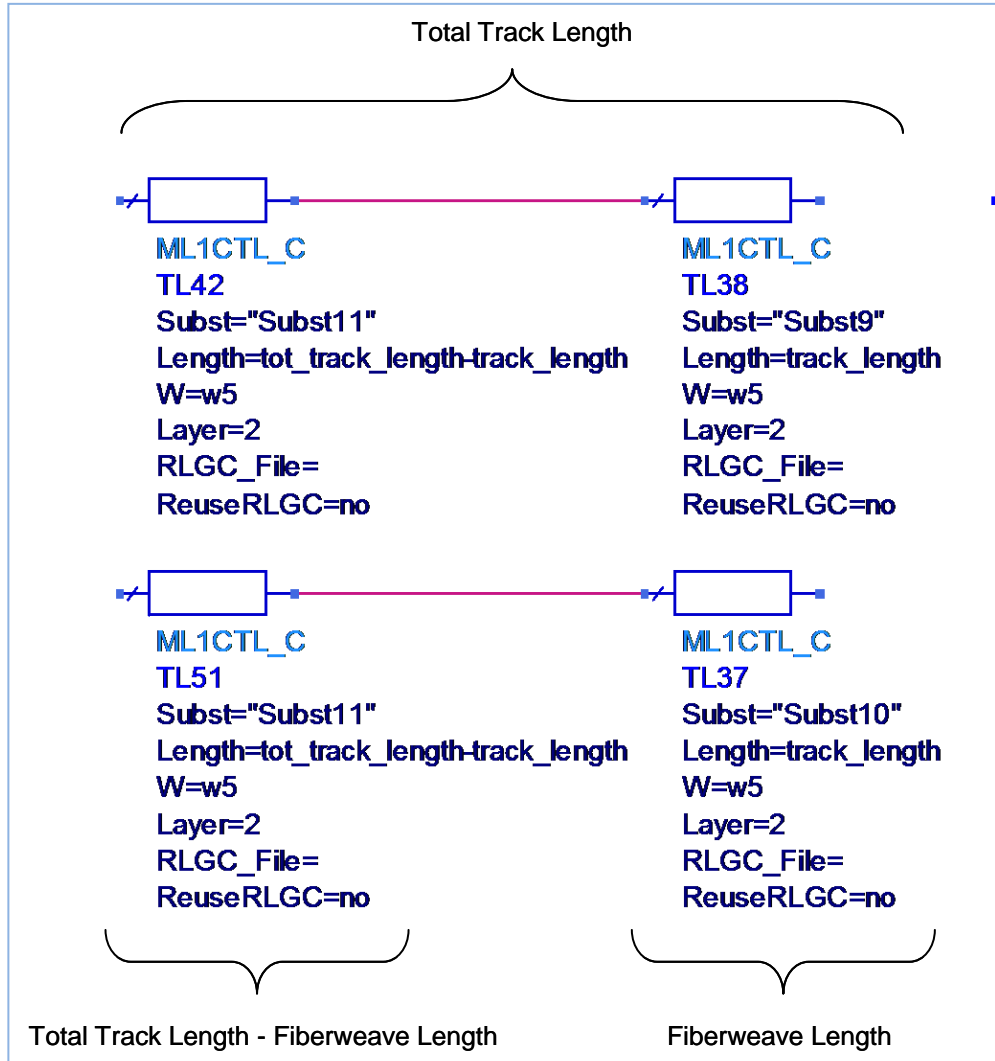 Total Track Length
ML1CTL_C
TL42
Subst="Subst11"
Length=tot_track_length-track_length
W=w5
Layer=2
RLGC_File=
ReuseRLGC=no
ML1CTL_C
TL38
Subst="Subst9"
Length=track_length
W=w5
Layer=2
RLGC_File=
ReuseRLGC=no
ML1CTL_C
TL51
Subst="Subst11"
Length=tot_track_length-track_length
W=w5
Layer=2
RLGC_File=
ReuseRLGC=no
ML1CTL_C
TL37
Subst="Subst10"
Length=track_length
W=w5
Layer=2
RLGC_File=
ReuseRLGC=no
Total Track Length - Fiberweave Length
Fiberweave Length